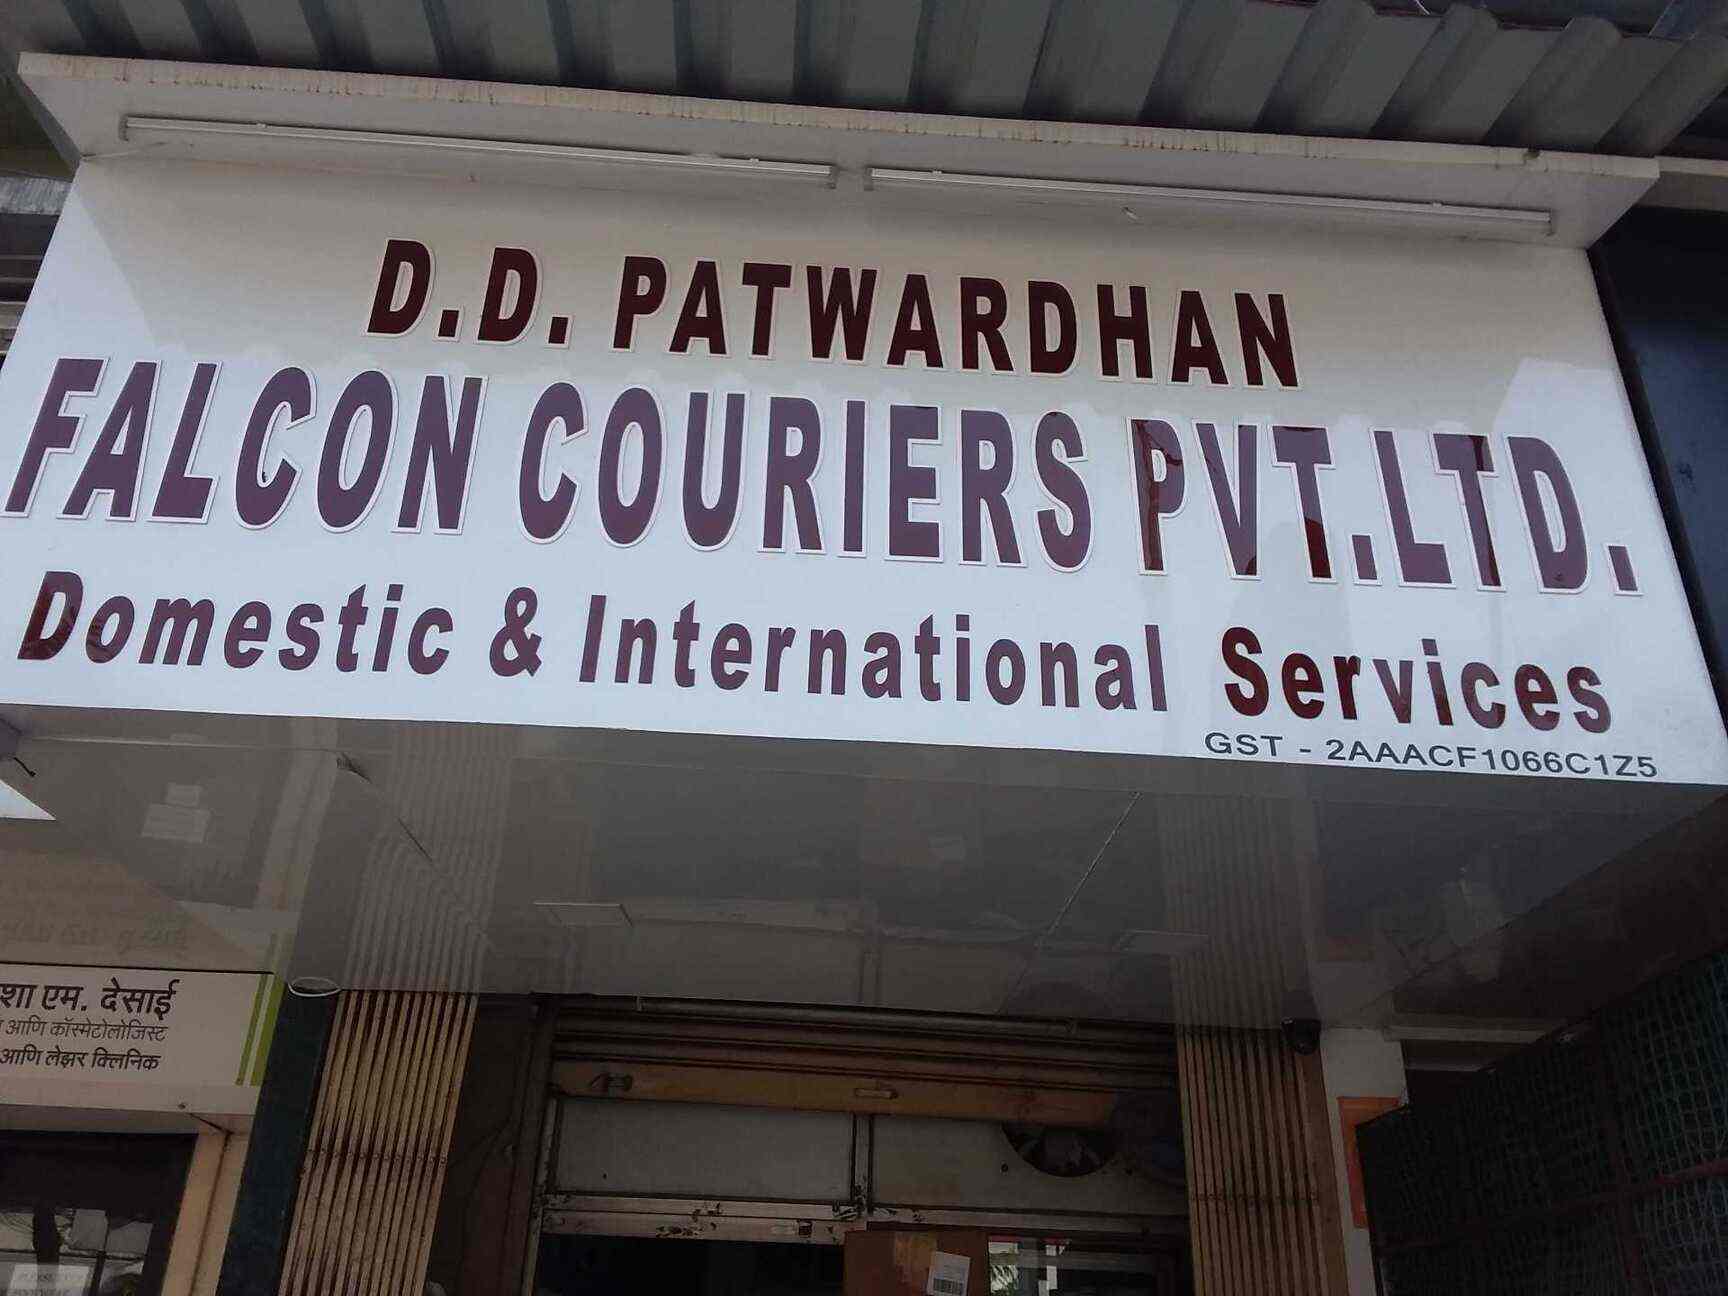 D.D. PATWARDHAN
FALCON COURIERS PVT.LTD.
Domestic & International Services
GST - 2AAACF1066C1Z5
शा एम. देसाई
आणि कॉस्मेटोलॉजिस्ट
आणि लेझर क्लिनिक